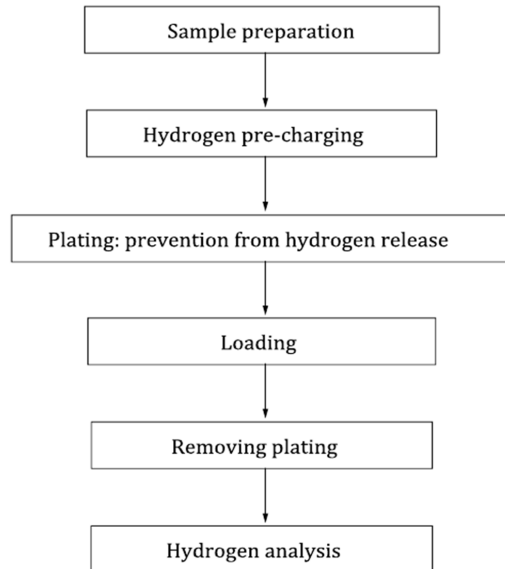 Sample preparation
Hydrogen pre-charging
Plating: prevention from hydrogen release
Loading
Removing plating
Hydrogen analysis